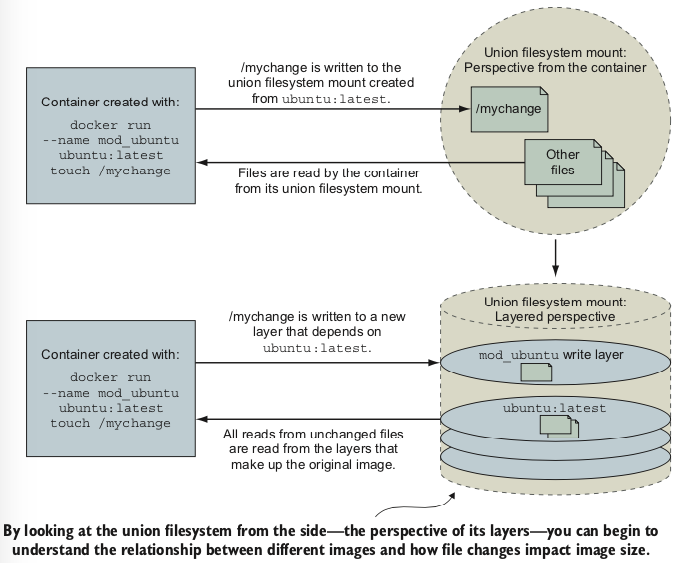 Union filesystem mount:
Perspective from the container
/mychange is written to the
union filesystem mount created
from ubuntu:latest.
Container created with:
docker run
--name mod_ubuntu
ubuntu:latest
touch /mychange
/mychange
Other
files
Files are read by the container
from its union filesystem mount.
Union filesystem mount:
Layered perspective
/mychange is written to a new
layer that depends on
ubuntu:latest.
Container created with:
docker run
--name mod_ubuntu
ubuntu:latest
touch /mychange
mod_ubuntu write layer
ubuntu:latest
All reads from unchanged files
are read from the layers that
make up the original image.
By looking at the union filesystem from the side—the perspective of its layers—you can begin to
understand the relationship between different images and how file changes impact image size.